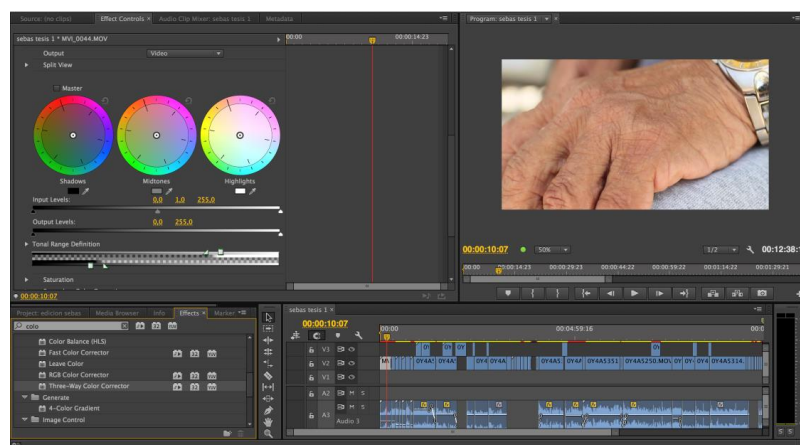 Source: (no clips)
Effect Controls ×
Audio Clip Mixer: sebas tesis 1
Metadata
sebas tesis 1 * MVI_0044.MOV
00:00
00:00:14:23
Output
Video
Split View
Master
Shadows
Midtones
Highlights
Input Levels:
0.0 1.0 255.0
Output Levels:
0.0 255.0
Tonal Range Definition
Saturation
00:00:10:07
Program: sebas tesis 1
00:00:10:07
50%
1/2
00:12:38:1
00:00
00:00:14:23
00:00:29:23
00:00:44:22
00:00:59:22
00:01:14:22
00:01:29:21
Project: edicion sebas
Media Browser
Info
Effects ×
Marker
colo
Color Balance (HLS)
Fast Color Corrector
Leave Color
RGB Color Corrector
Three-Way Color Corrector
Generate
4-Color Gradient
Image Control
sebas tesis 1 ×
00:00:10:07
00:00
00:04:59:16
00:0
V3
V2
V1
A2
M S
A3
M S
Audio 3
S S